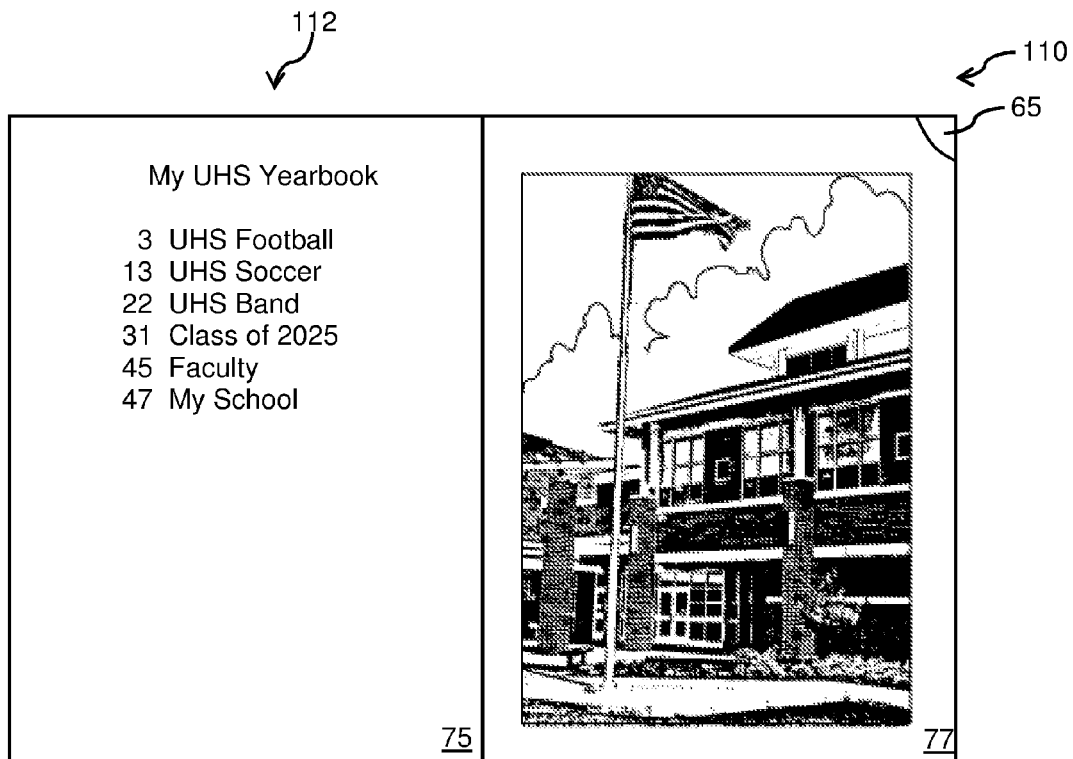 112
110
65
My UHS Yearbook
3 UHS Football
13 UHS Soccer
22 UHS Band
31 Class of 2025
45 Faculty
47 My School
75
77